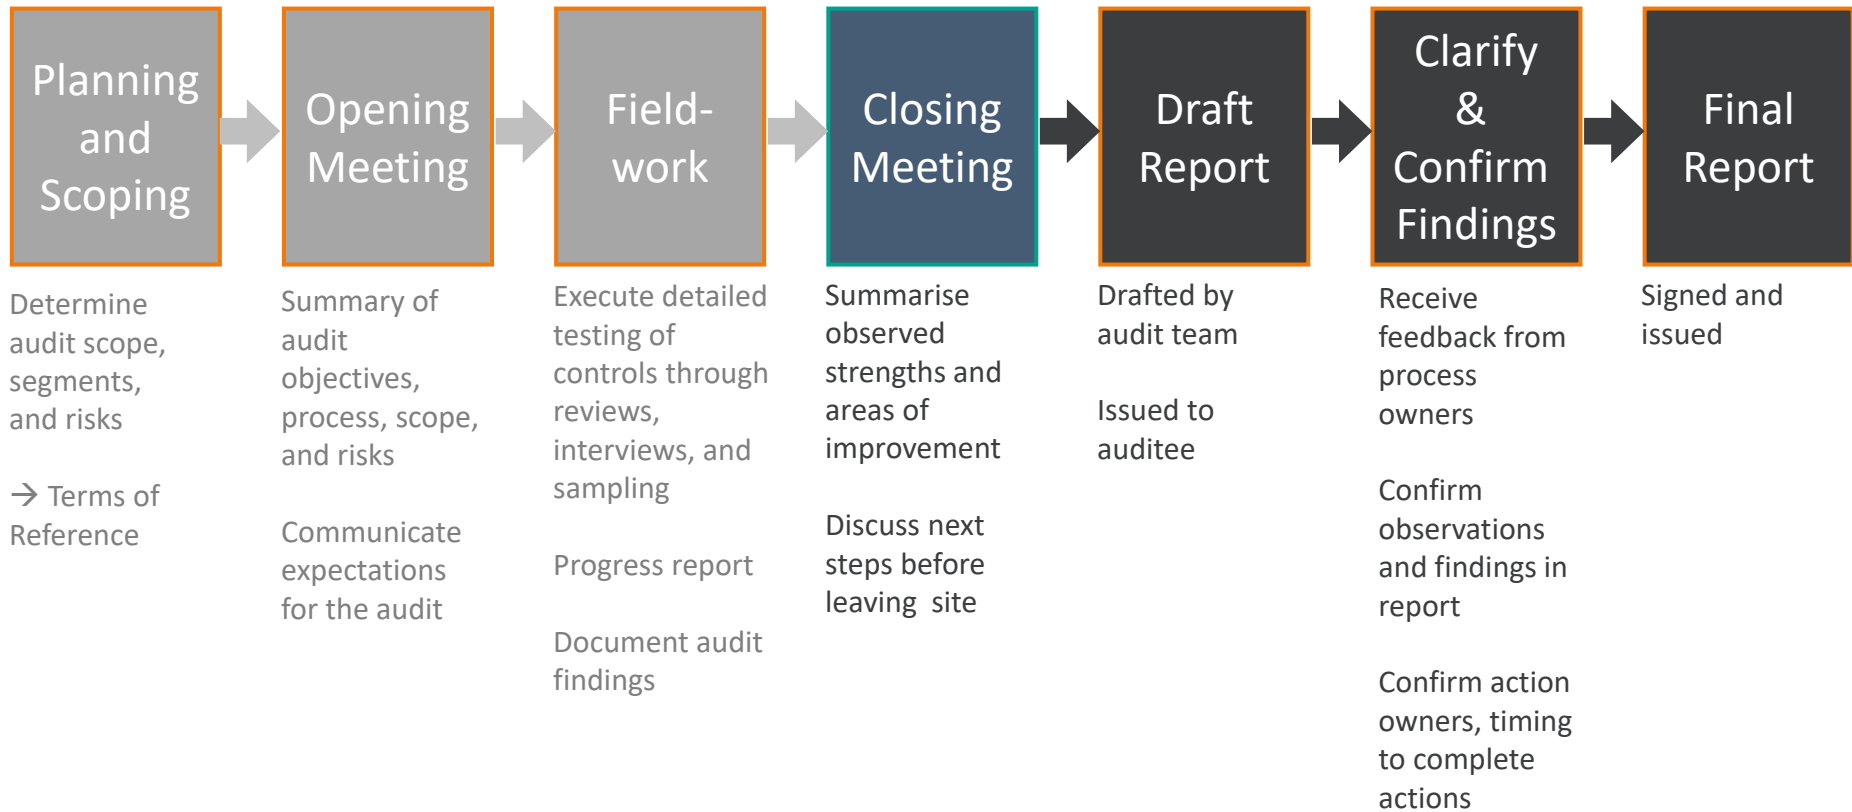 Planning
and
Scoping
Opening
Meeting
Field-
work
Closing
Meeting
Draft
Report
Clarify
&
Confirm
Findings
Final
Report
Determine
audit scope,
segments,
and risks
→ Terms of
Reference
Summary of
audit
objectives,
process, scope,
and risks
Communicate
expectations
for the audit
Execute detailed
testing of
controls through
reviews,
interviews, and
sampling
Progress report
Document audit
findings
Summarise
observed
strengths and
areas of
improvement
Discuss next
steps before
leaving site
Drafted by
audit team
Issued to
auditee
Receive
feedback from
process
owners
Confirm
observations
and findings in
report
Confirm action
owners, timing
to complete
actions
Signed and
issued